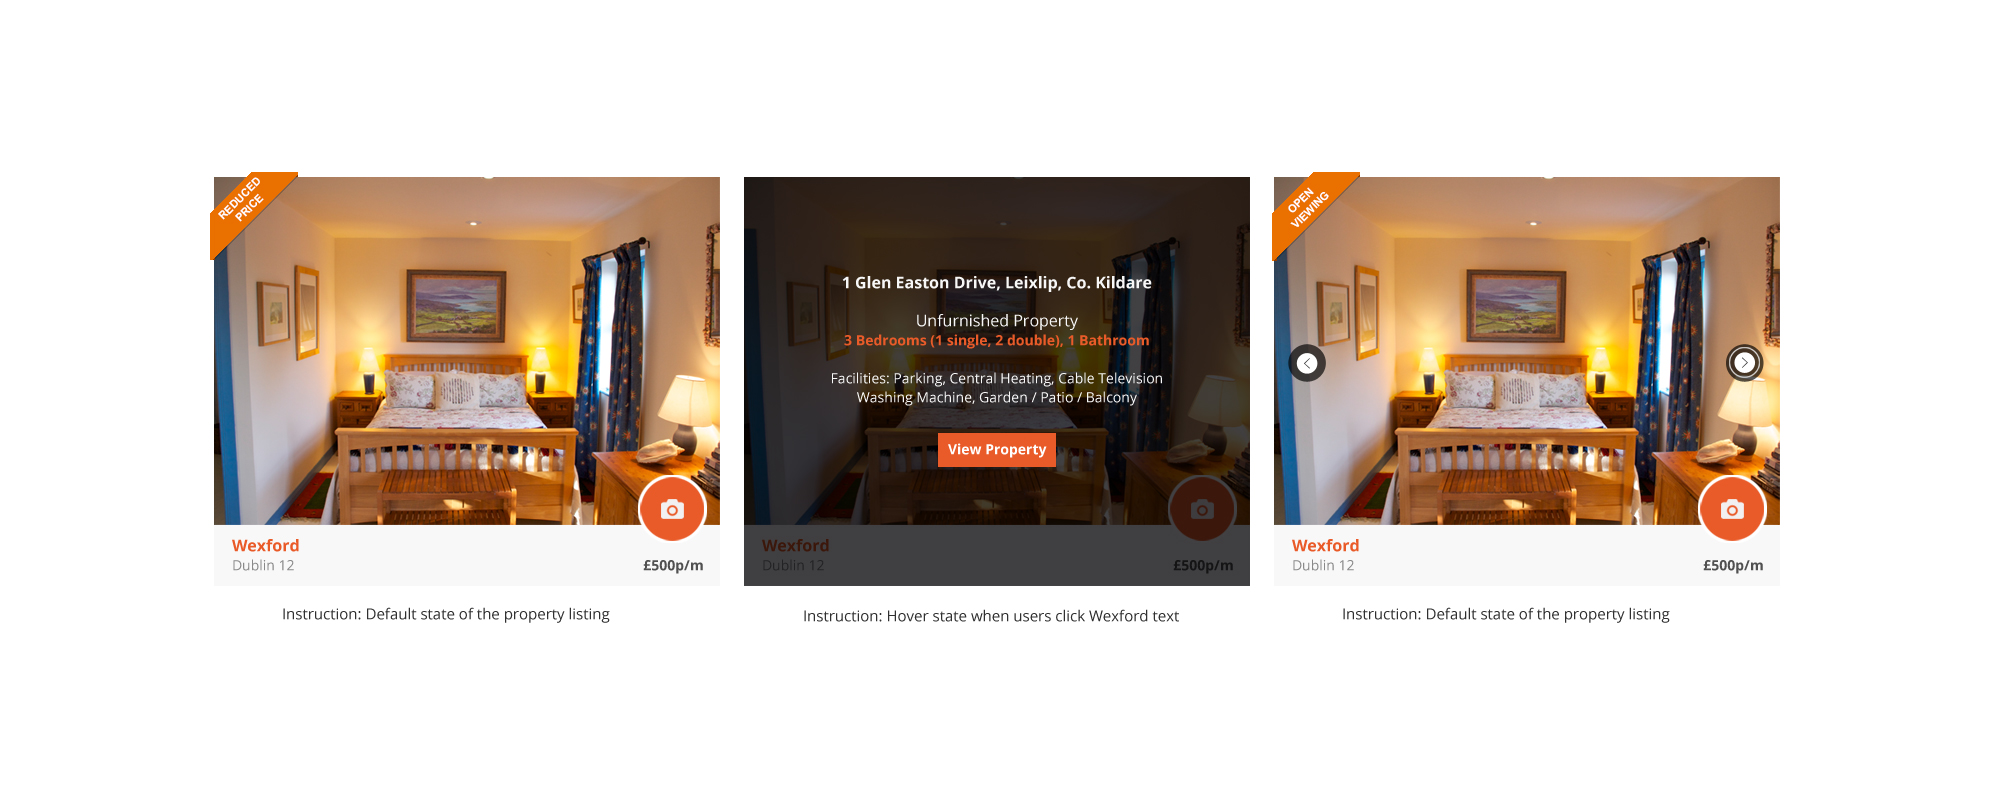 REDUCED
PRICE
Wexford
Dublin 12
£500p/m
Instruction: Default state of the property listing
1 Glen Easton Drive, Leixlip, Co. Kildare
Unfurnished Property
3 Bedrooms (1 single, 2 double), 1 Bathroom
Facilities: Parking, Central Heating, Cable Television
Washing Machine, Garden / Patio / Balcony
View Property
Wexford
Dublin 12
£500p/m
Instruction: Hover state when users click Wexford text
OPEN
VIEWING
Wexford
Dublin 12
£500p/m
Instruction: Default state of the property listing